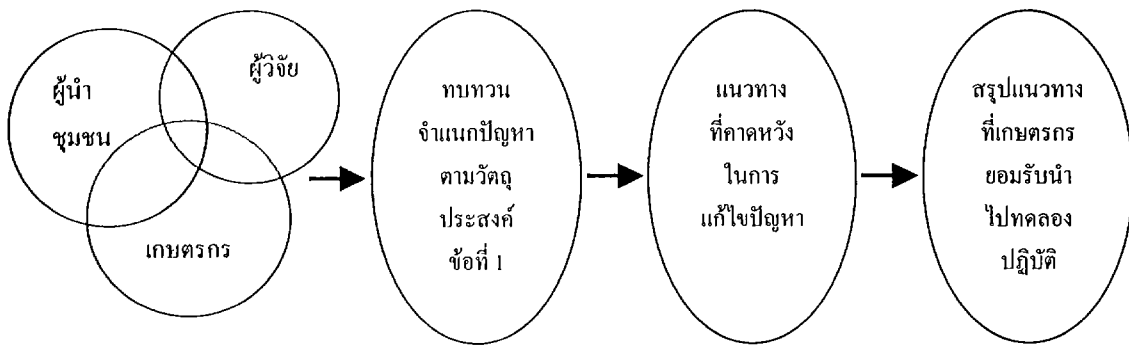 ผู้นำ
ชุมชน
ผู้วิจัย
เกษตรกร
ทบทวน
จำแนกปัญหา
ตามวัตถุ
ประสงค์
ข้อที่ 1
แนวทาง
ที่คาดหวัง
ในการ
แก้ไขปัญหา
สรุปแนวทาง
ที่เกษตรกร
ยอมรับนำ
ไปทดลอง
ปฏิบัติ